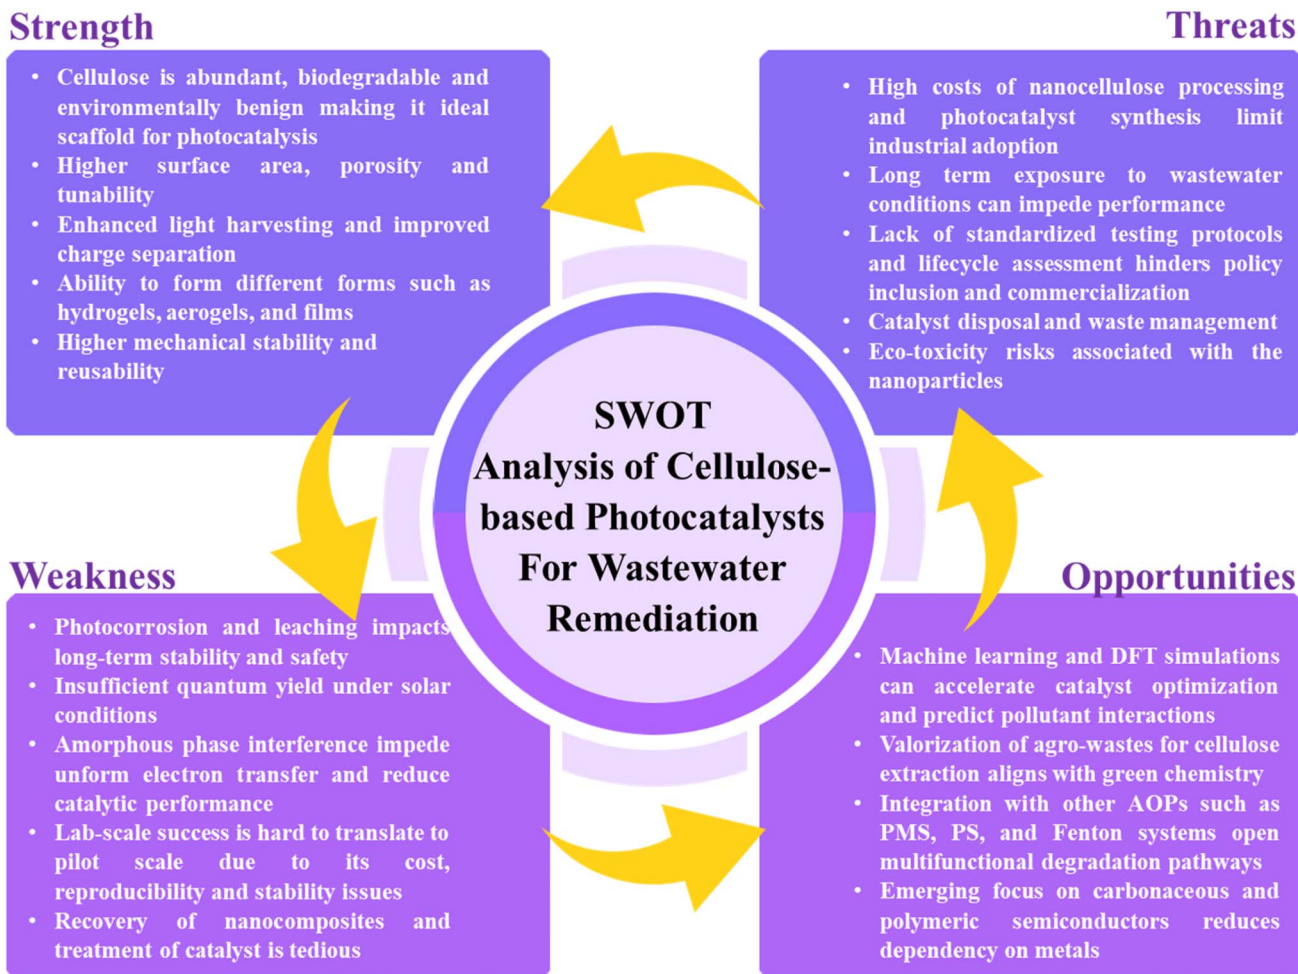 Strength
• Cellulose is abundant, biodegradable and
environmentally benign making it ideal
scaffold for photocatalysis
• Higher surface area, porosity and
tunability
• Enhanced light harvesting and improved
charge separation
• Ability to form different forms such as
hydrogels, aerogels, and films
• Higher mechanical stability and
reusability
Threats
• High costs of nanocellulose processing
and photocatalyst synthesis limit
industrial adoption
• Long term exposure to wastewater
conditions can impede performance
• Lack of standardized testing protocols
and lifecycle assessment hinders policy
inclusion and commercialization
• Catalyst disposal and waste management
• Eco-toxicity risks associated with the
nanoparticles
SWOT
Analysis of Cellulose-
based Photocatalysts
For Wastewater
Remediation
Weakness
• Photocorrosion and leaching impacts
long-term stability and safety
• Insufficient quantum yield under solar
conditions
• Amorphous phase interference impede
unform electron transfer and reduce
catalytic performance
• Lab-scale success is hard to translate to
pilot scale due to its cost,
reproducibility and stability issues
• Recovery of nanocomposites and
treatment of catalyst is tedious
Opportunities
• Machine learning and DFT simulations
can accelerate catalyst optimization
and predict pollutant interactions
• Valorization of agro-wastes for cellulose
extraction aligns with green chemistry
• Integration with other AOPs such as
PMS, PS, and Fenton systems open
multifunctional degradation pathways
• Emerging focus on carbonaceous and
polymeric semiconductors reduces
dependency on metals